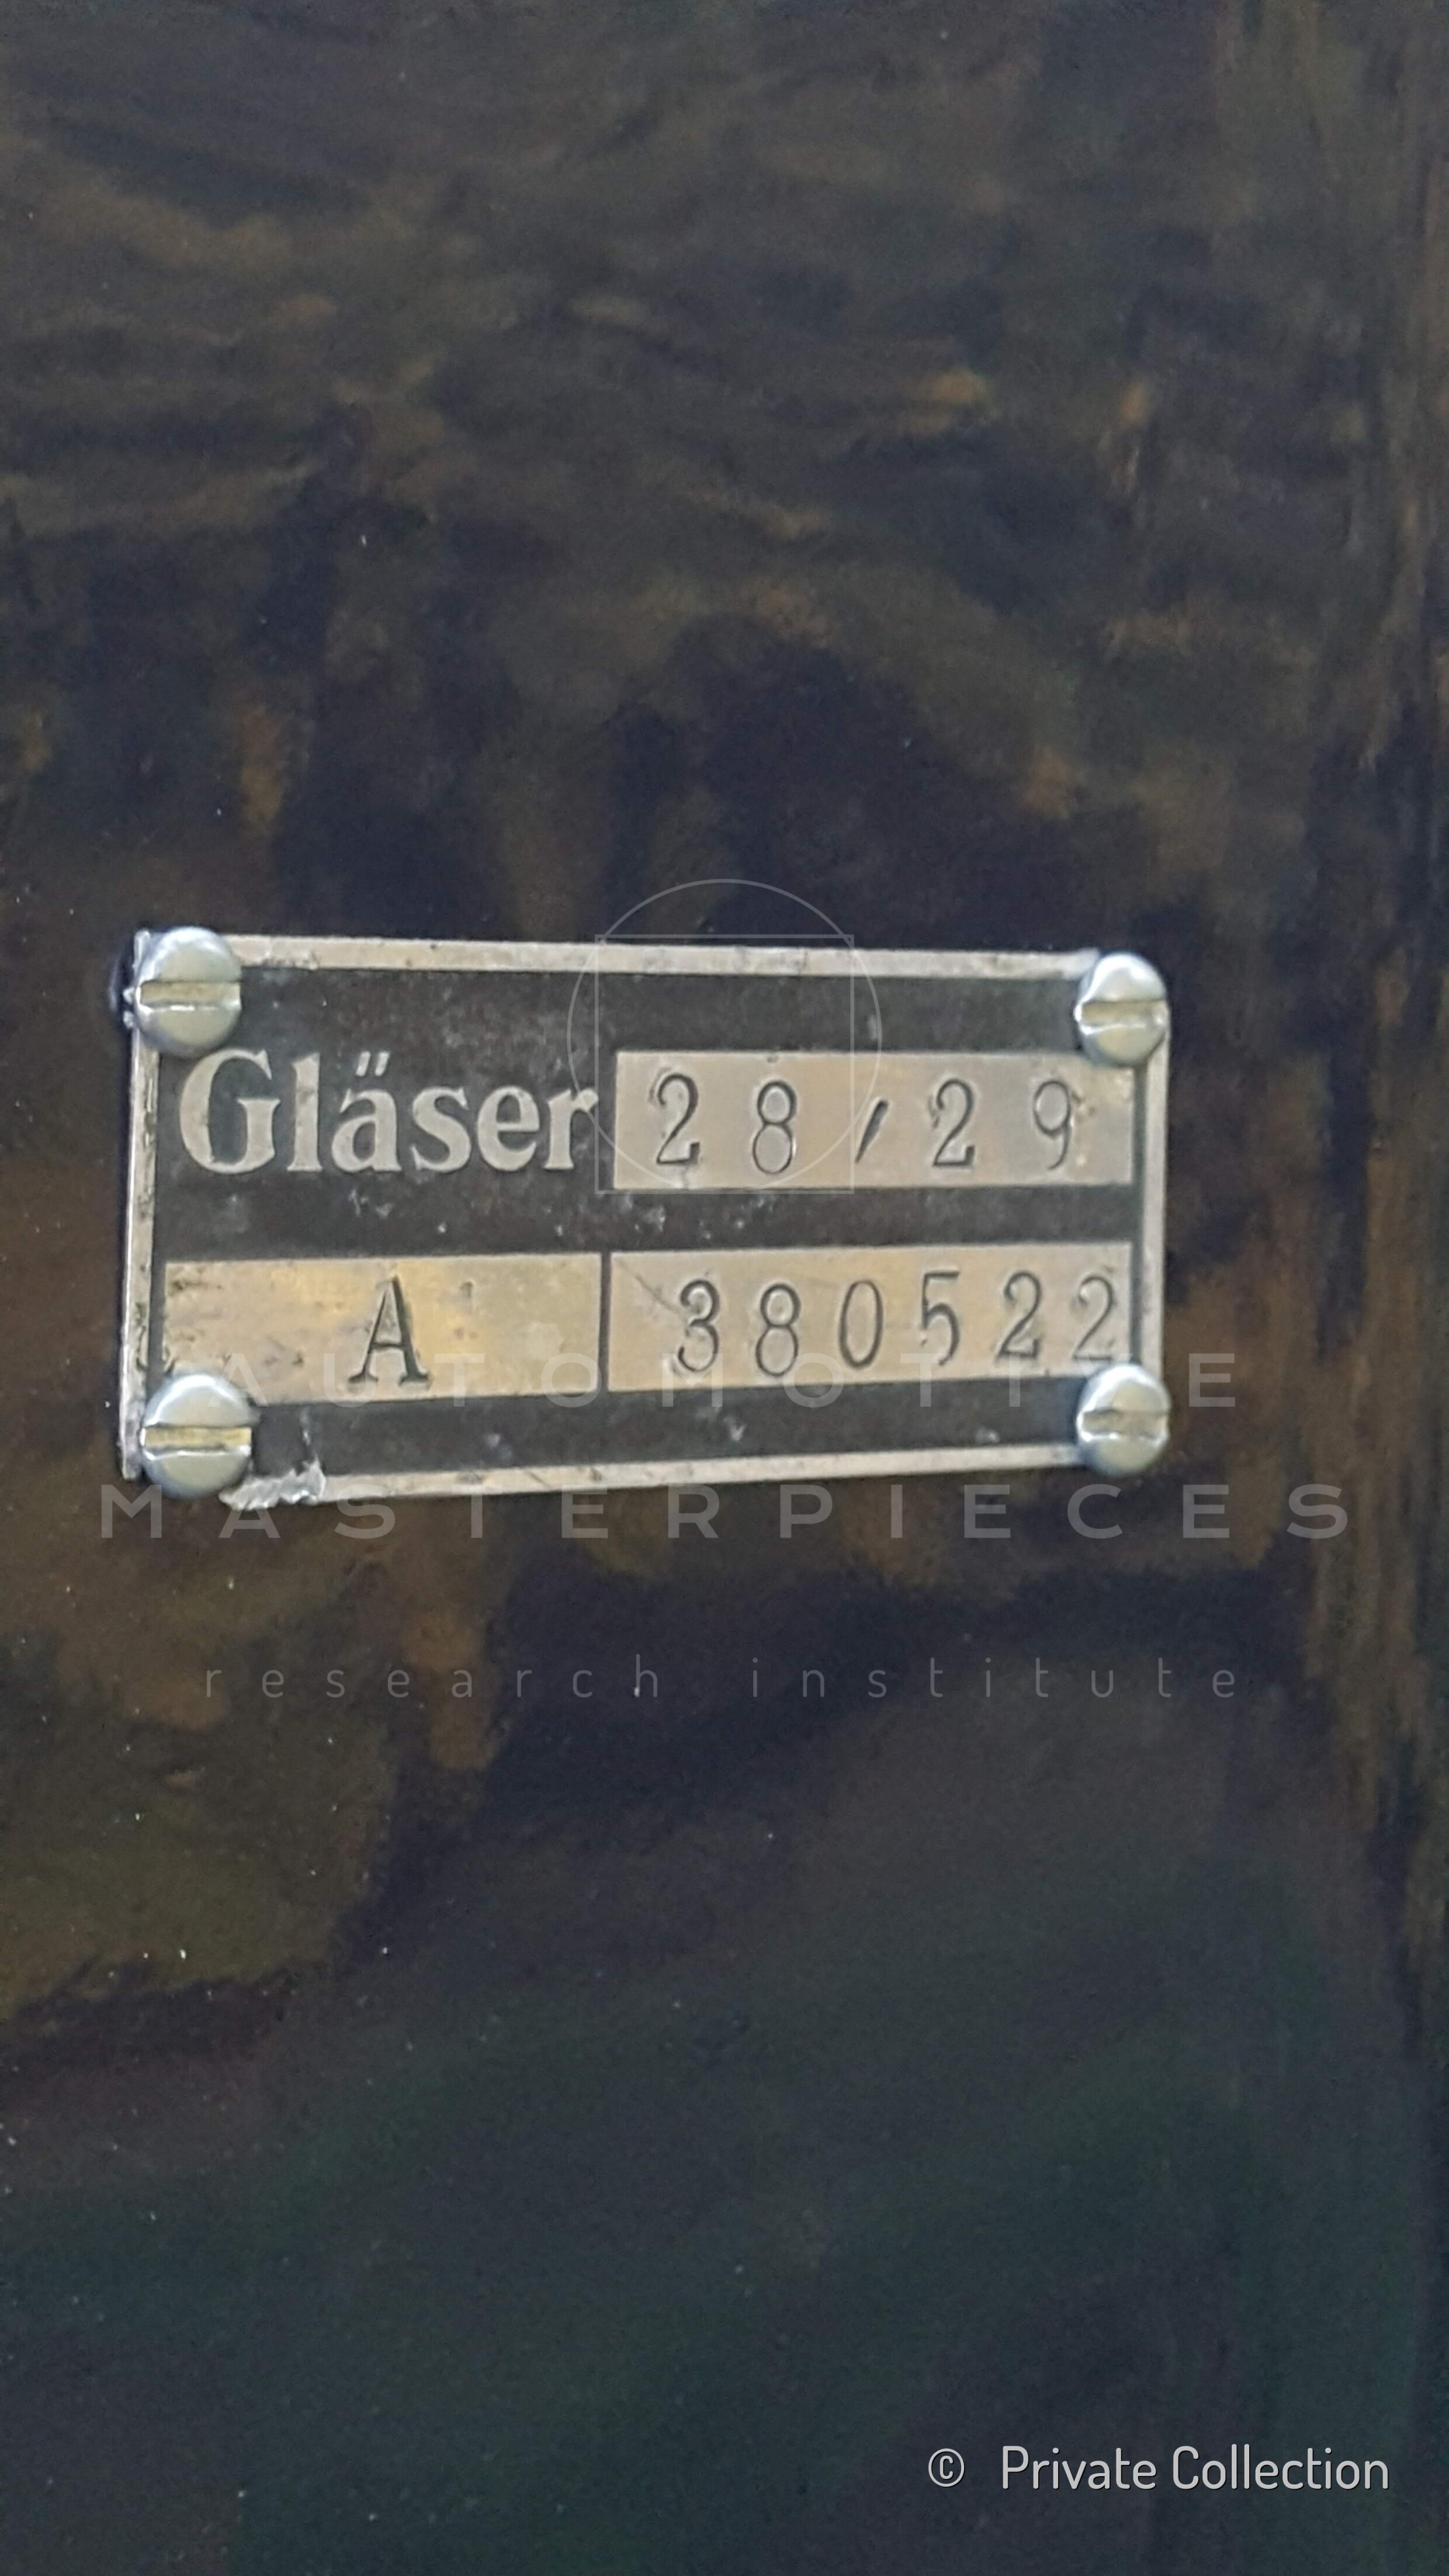 Gläser 28/29
A 380522
AUTOMOTIVE
MASTERPIECES
research institute
© Private Collection